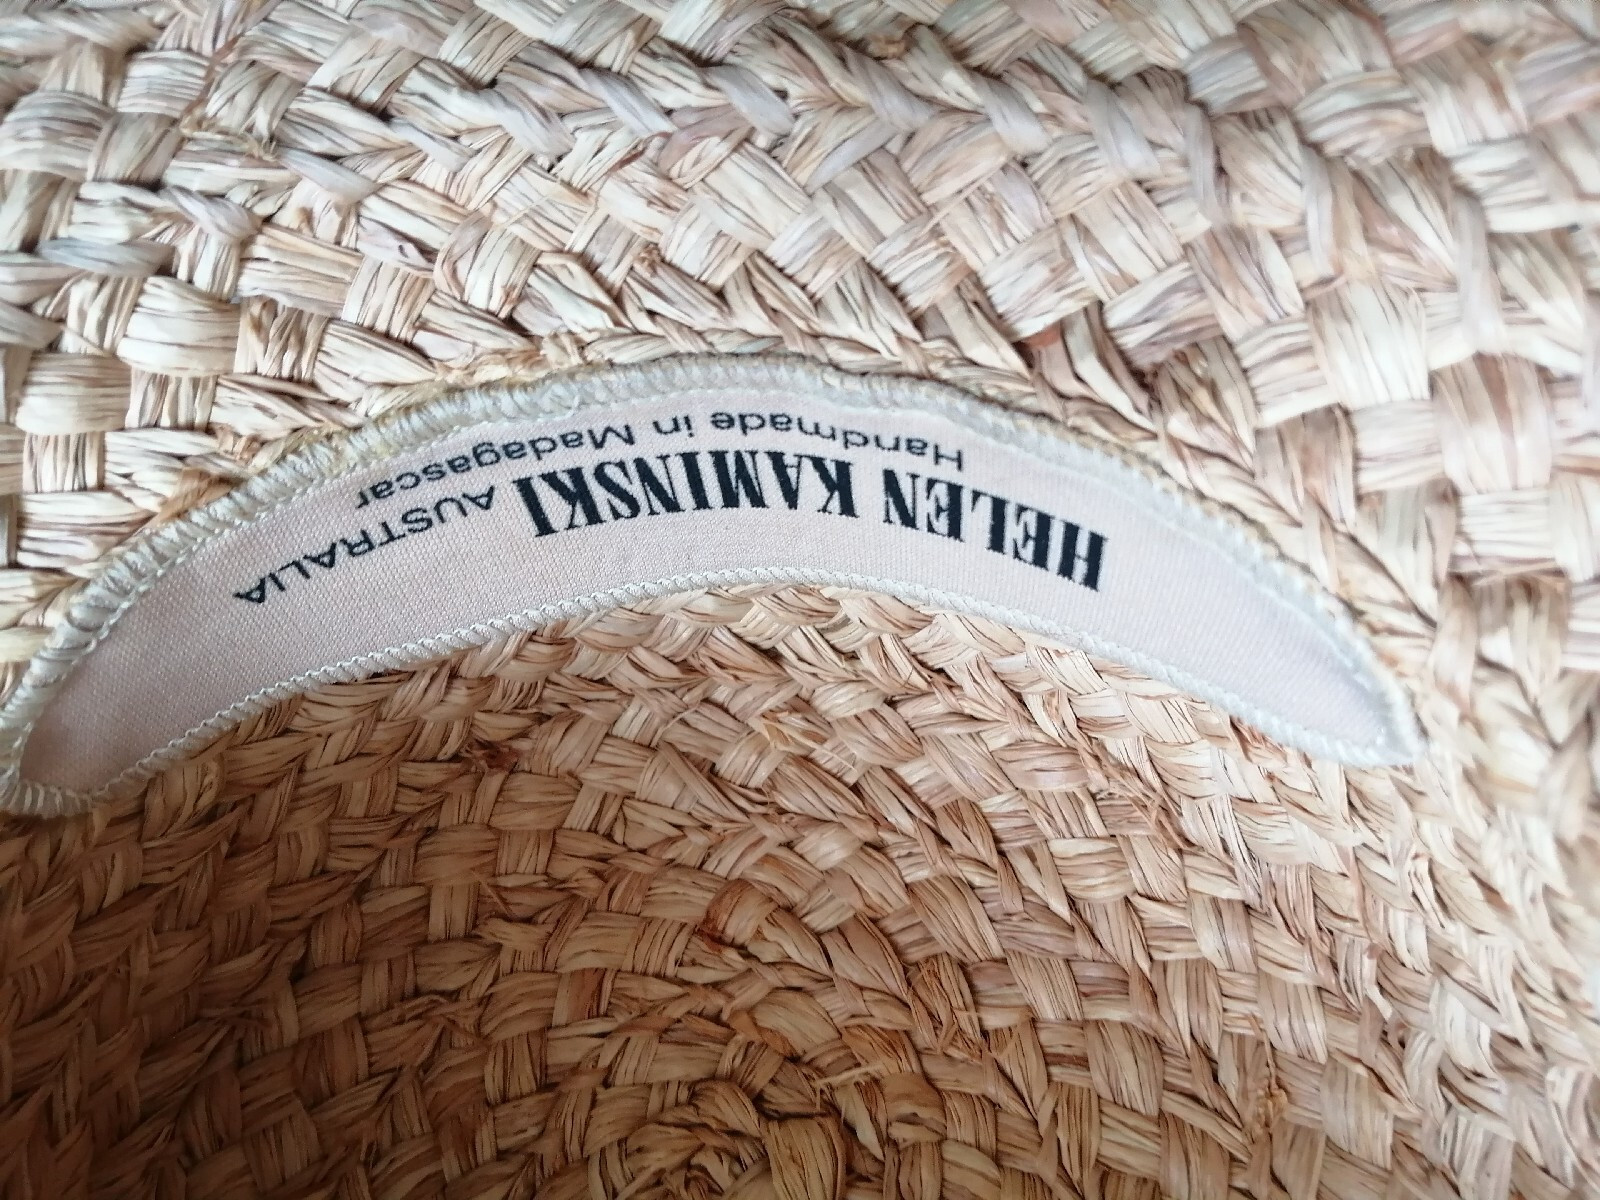 HELEN KAMINSKI AUSTRALIA
Handmade in Madagascar